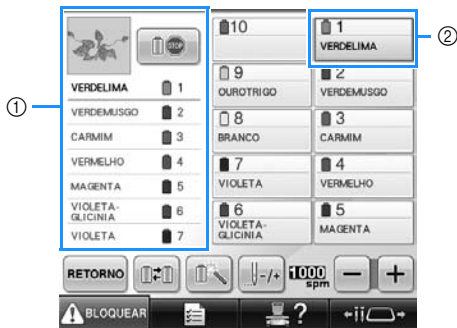 ①
STOP
VERDELIMA 1
VERDEMUSGO 2
CARMIM 3
VERMELHO 4
MAGENTA 5
VIOLETA-
GLICINIA 6
VIOLETA 7
10
1
VERDELIMA
②
9
OUROTRIGO
2
VERDEMUSGO
8
BRANCO
3
CARMIM
7
VIOLETA
4
VERMELHO
6
VIOLETA-
GLICINIA
5
MAGENTA
RETORNO
-/+
1000
spm
−
+
BLOQUEAR
?